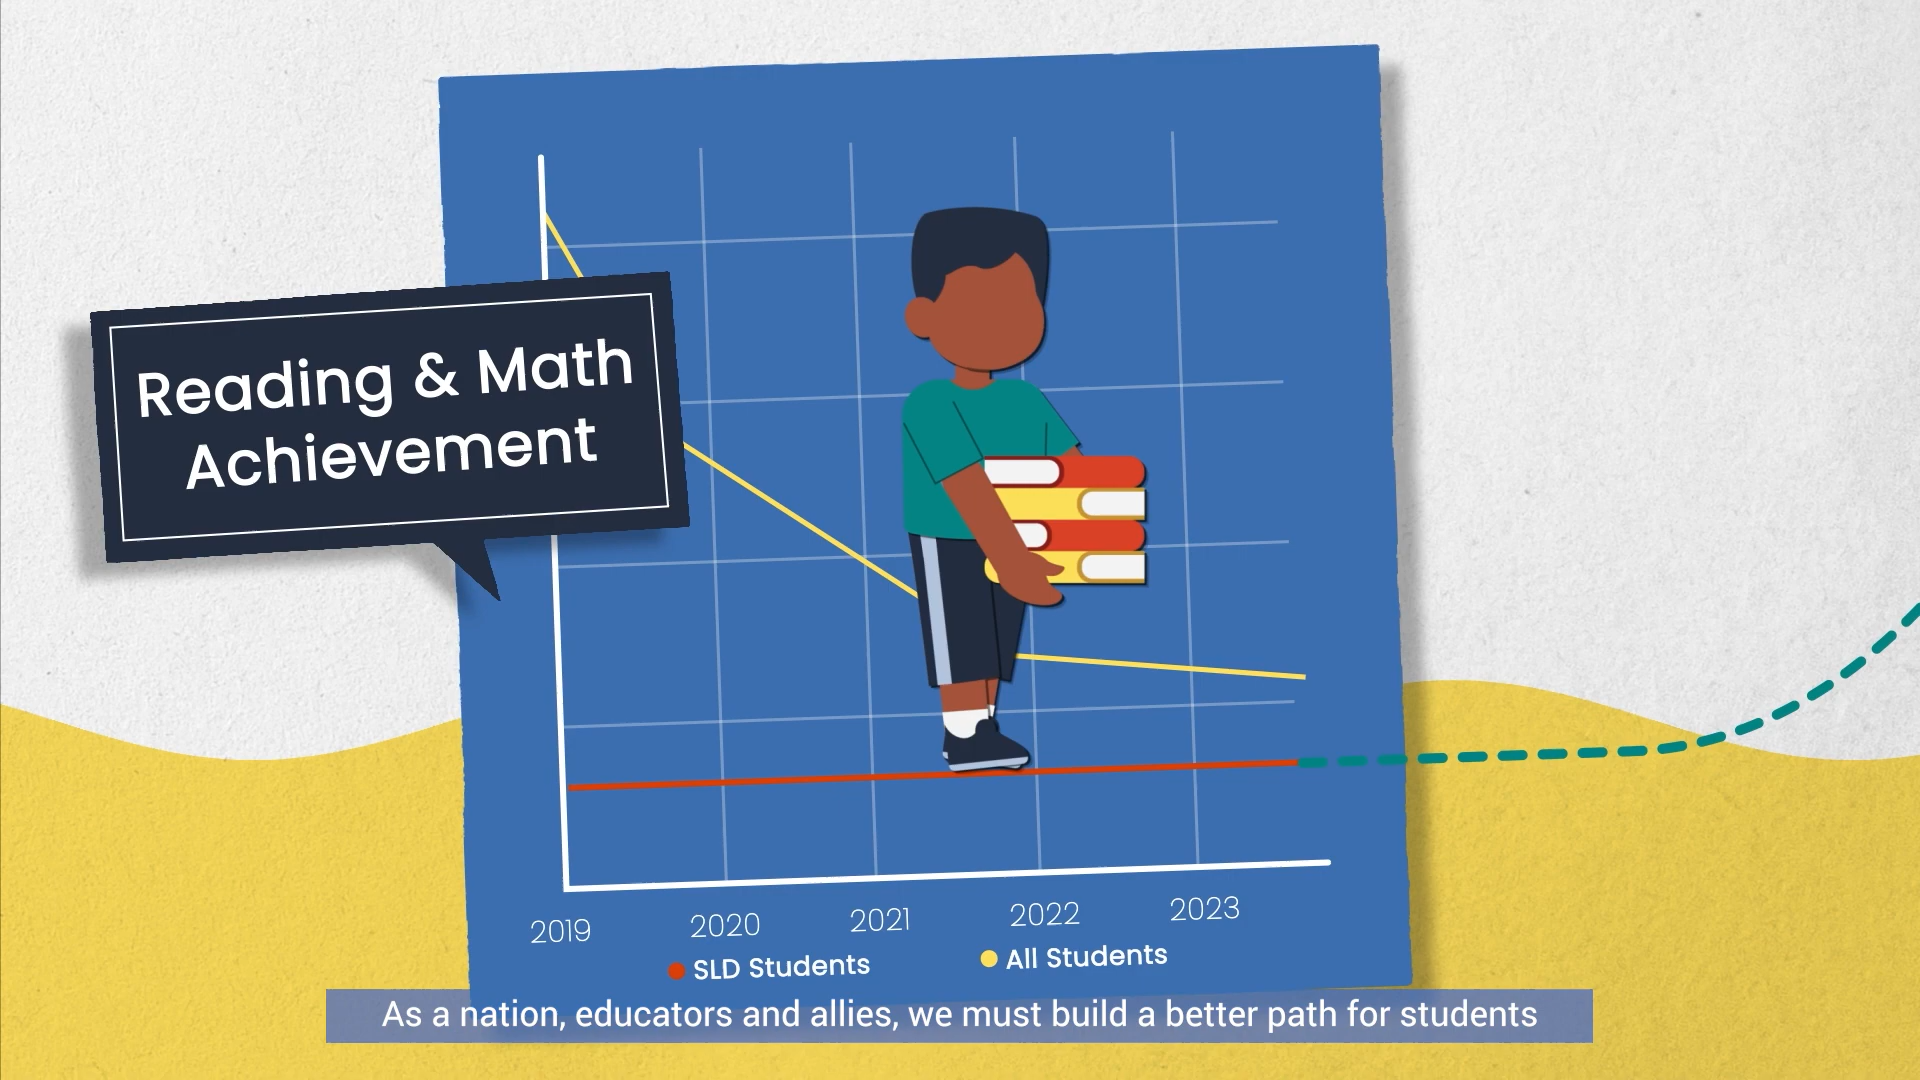 Reading & Math
Achievement
2019 2020 2021 2022 2023
SLD Students All Students
As a nation, educators and allies, we must build a better path for students